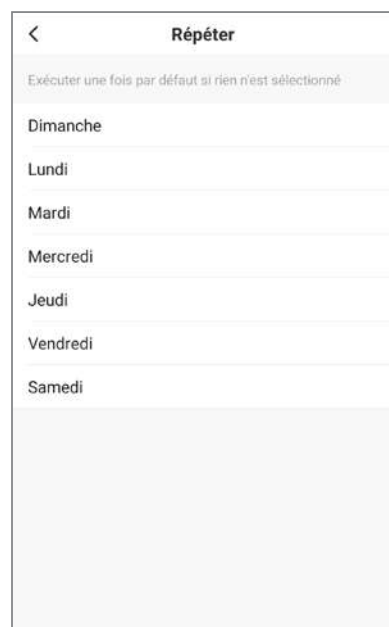 Répéter
Exécuter une fois par défaut si rien n'est sélectionné
Dimanche
Lundi
Mardi
Mercredi
Jeudi
Vendredi
Samedi